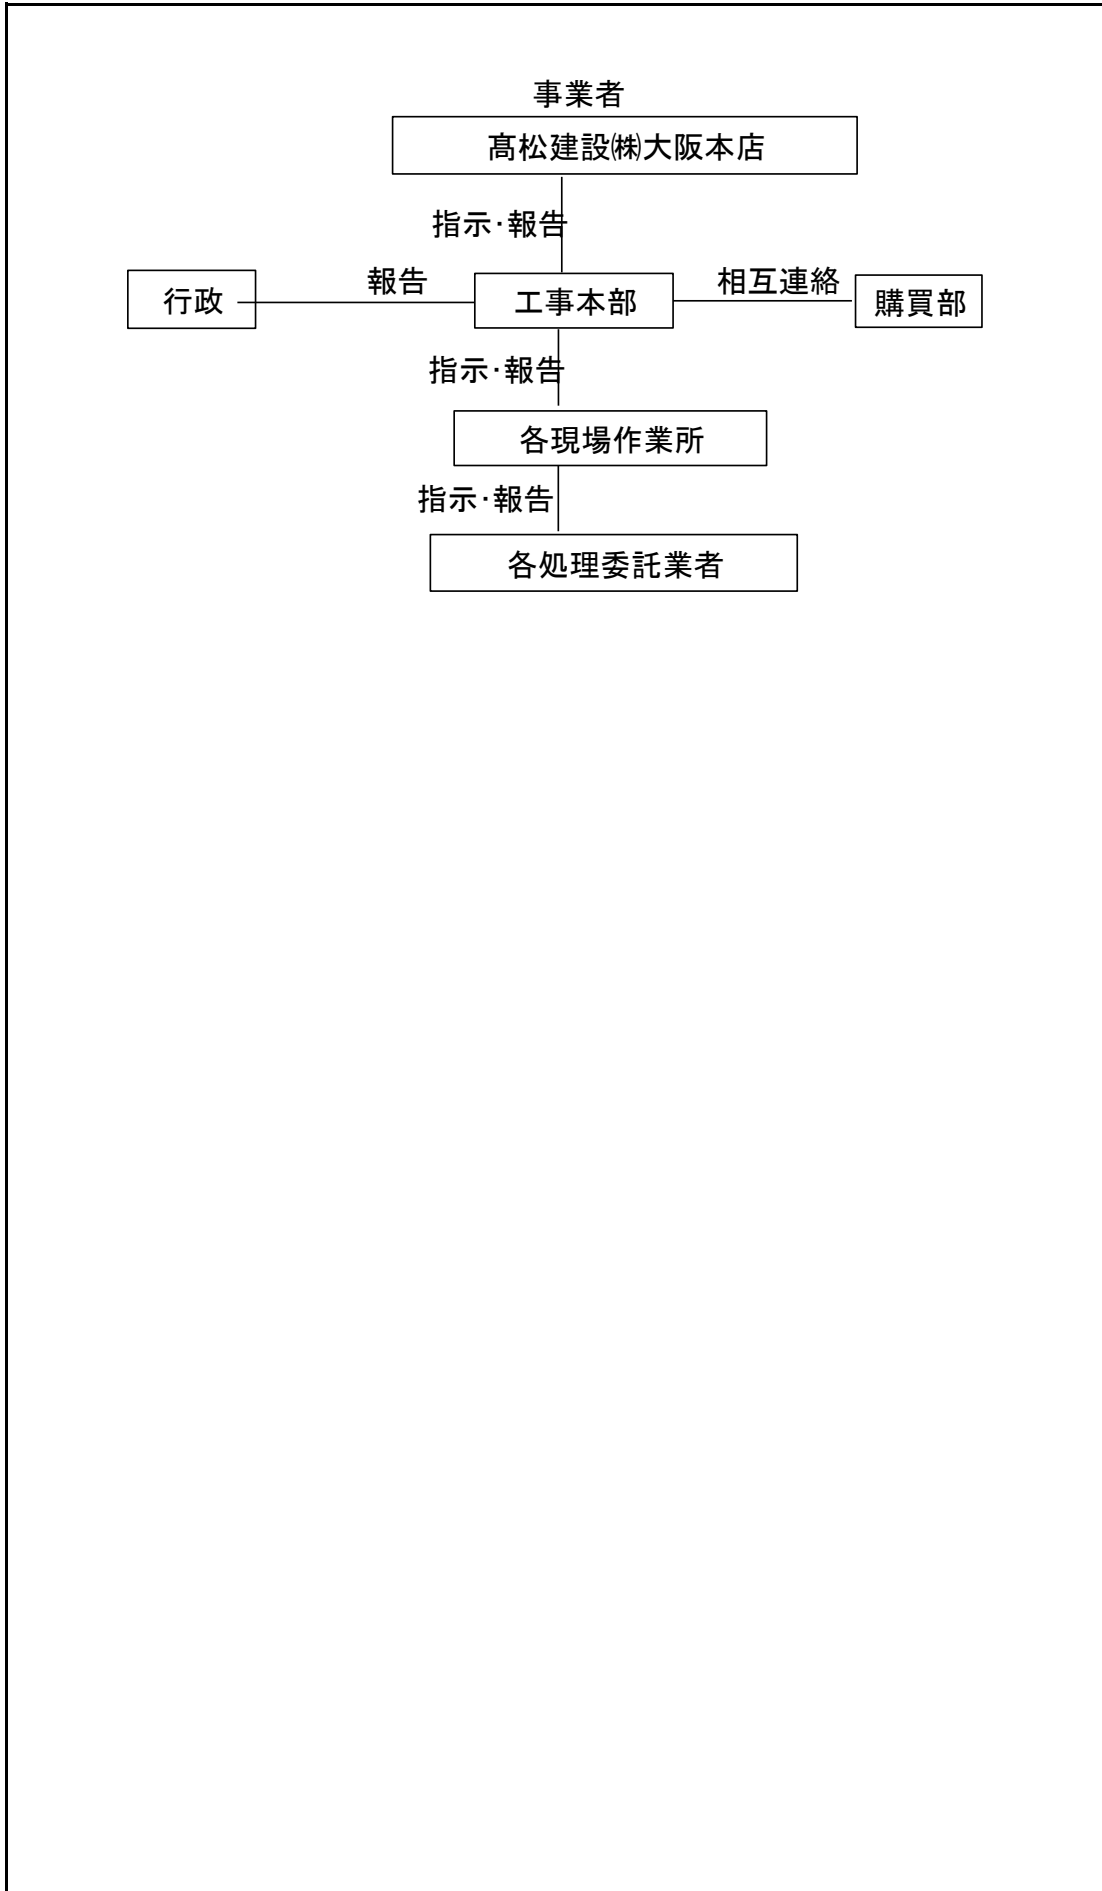 事業者
髙松建設㈱大阪本店
指示・報告
行政
報告
工事本部
相互連絡
購買部
指示・報告
各現場作業所
指示・報告
各処理委託業者